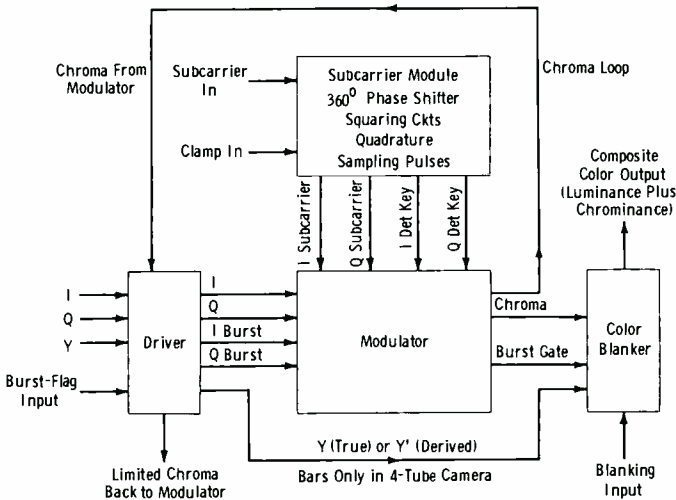 Chroma From
Modulator
Subcarrier
In
Clamp In
Subcarrier Module
360⁰ Phase Shifter
Squaring Ckts
Quadrature
Sampling Pulses
Chroma Loop
Composite
Color Output
(Luminance Plus
Chrominance)
I Subcarrier
Q Subcarrier
I Det Key
Q Det Key
I
Q
Y
Burst-Flag
Input
Driver
I
Q
I Burst
Q Burst
Modulator
Chroma
Burst Gate
Color
Blanker
Y (True) or Y' (Derived)
Bars Only in 4-Tube Camera
Limited Chroma
Back to Modulator
Blanking
Input